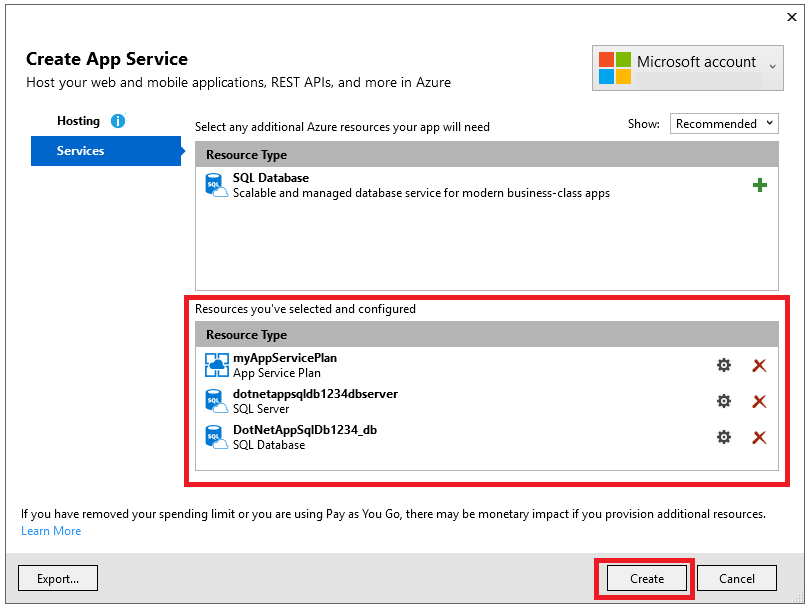 Create App Service
Host your web and mobile applications, REST APIs, and more in Azure
Microsoft account
Hosting
Services
Select any additional Azure resources your app will need
Show: Recommended
Resource Type
SQL Database
Scalable and managed database service for modern business-class apps
Resources you've selected and configured
Resource Type
myAppServicePlan
App Service Plan
dotnetappsqldb1234dbserver
SQL Server
DotNetAppSqlDb1234_db
SQL Database
If you have removed your spending limit or you are using Pay as You Go, there may be monetary impact if you provision additional resources.
Learn More
Export...
Create
Cancel